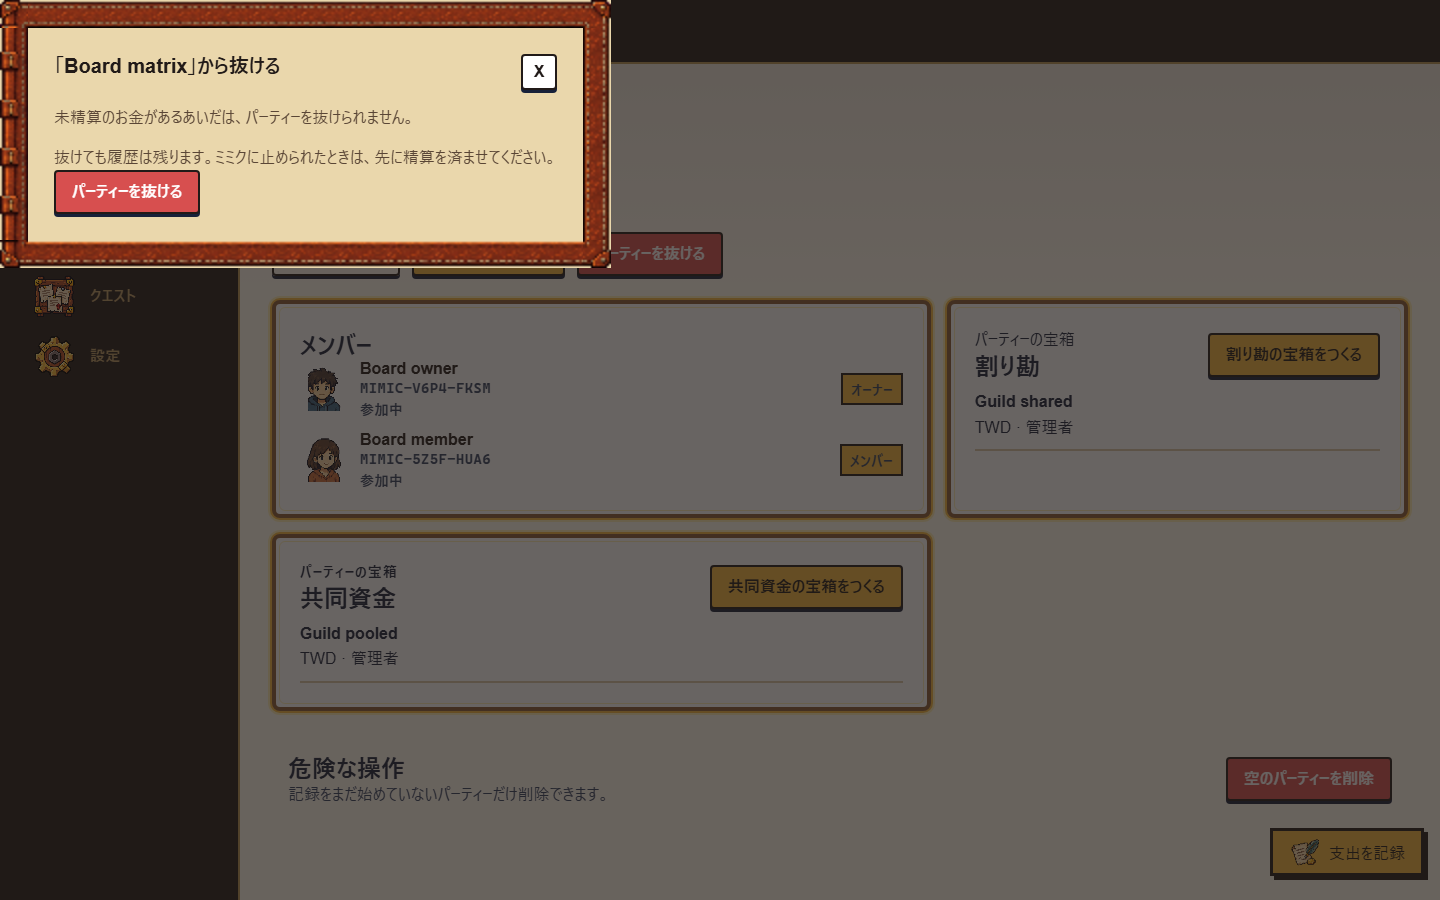 「Board matrix」から抜ける
X
未精算のお金があるあいだは、パーティーを抜けられません。
抜けても履歴は残ります。ミミクに止められたときは、先に精算を済ませてください。
パーティーを抜ける
ーティーを抜ける
クエスト
設定
メンバー
Board owner
MIMIC-V6P4-FKSM
参加中
オーナー
Board member
MIMIC-5Z5F-HUA6
参加中
メンバー
パーティーの宝箱
割り勘
割り勘の宝箱をつくる
Guild shared
TWD · 管理者
パーティーの宝箱
共同資金
共同資金の宝箱をつくる
Guild pooled
TWD · 管理者
危険な操作
記録をまだ始めていないパーティーだけ削除できます。
空のパーティーを削除
支出を記録